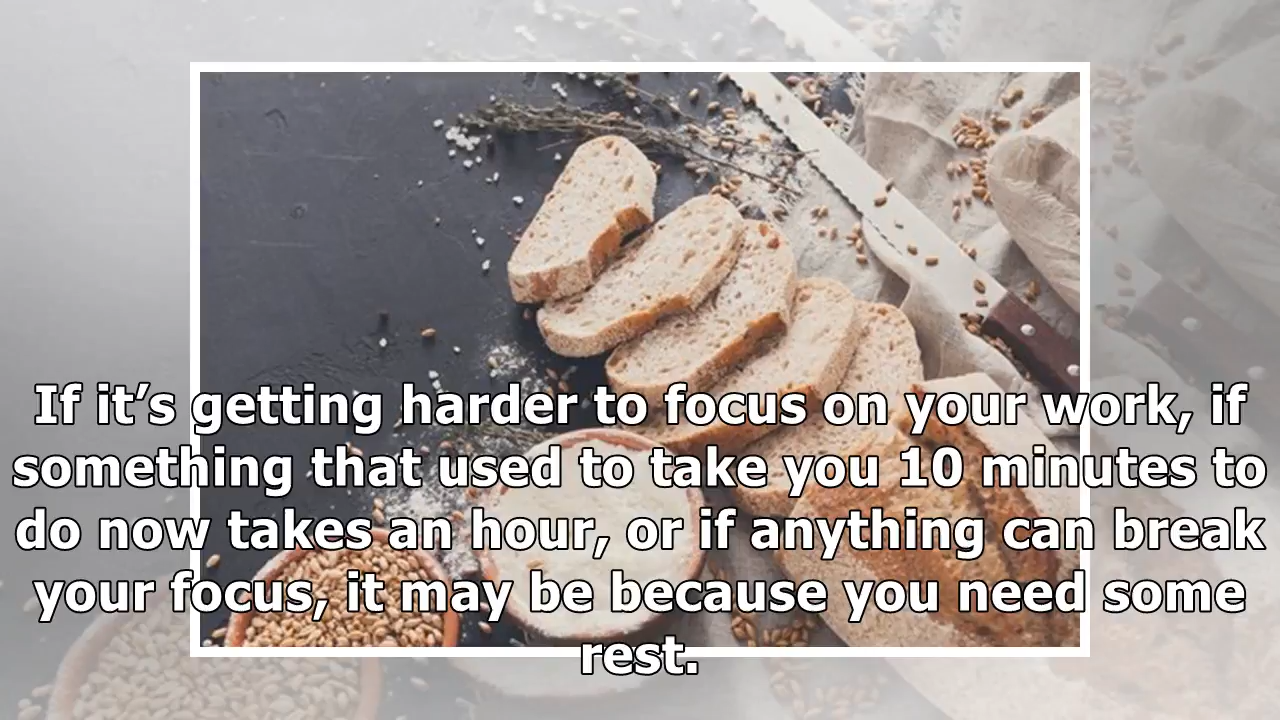 If it’s getting harder to focus on your work, if
something that used to take you 10 minutes to
do now takes an hour, or if anything can break
your focus, it may be because you need some
rest.